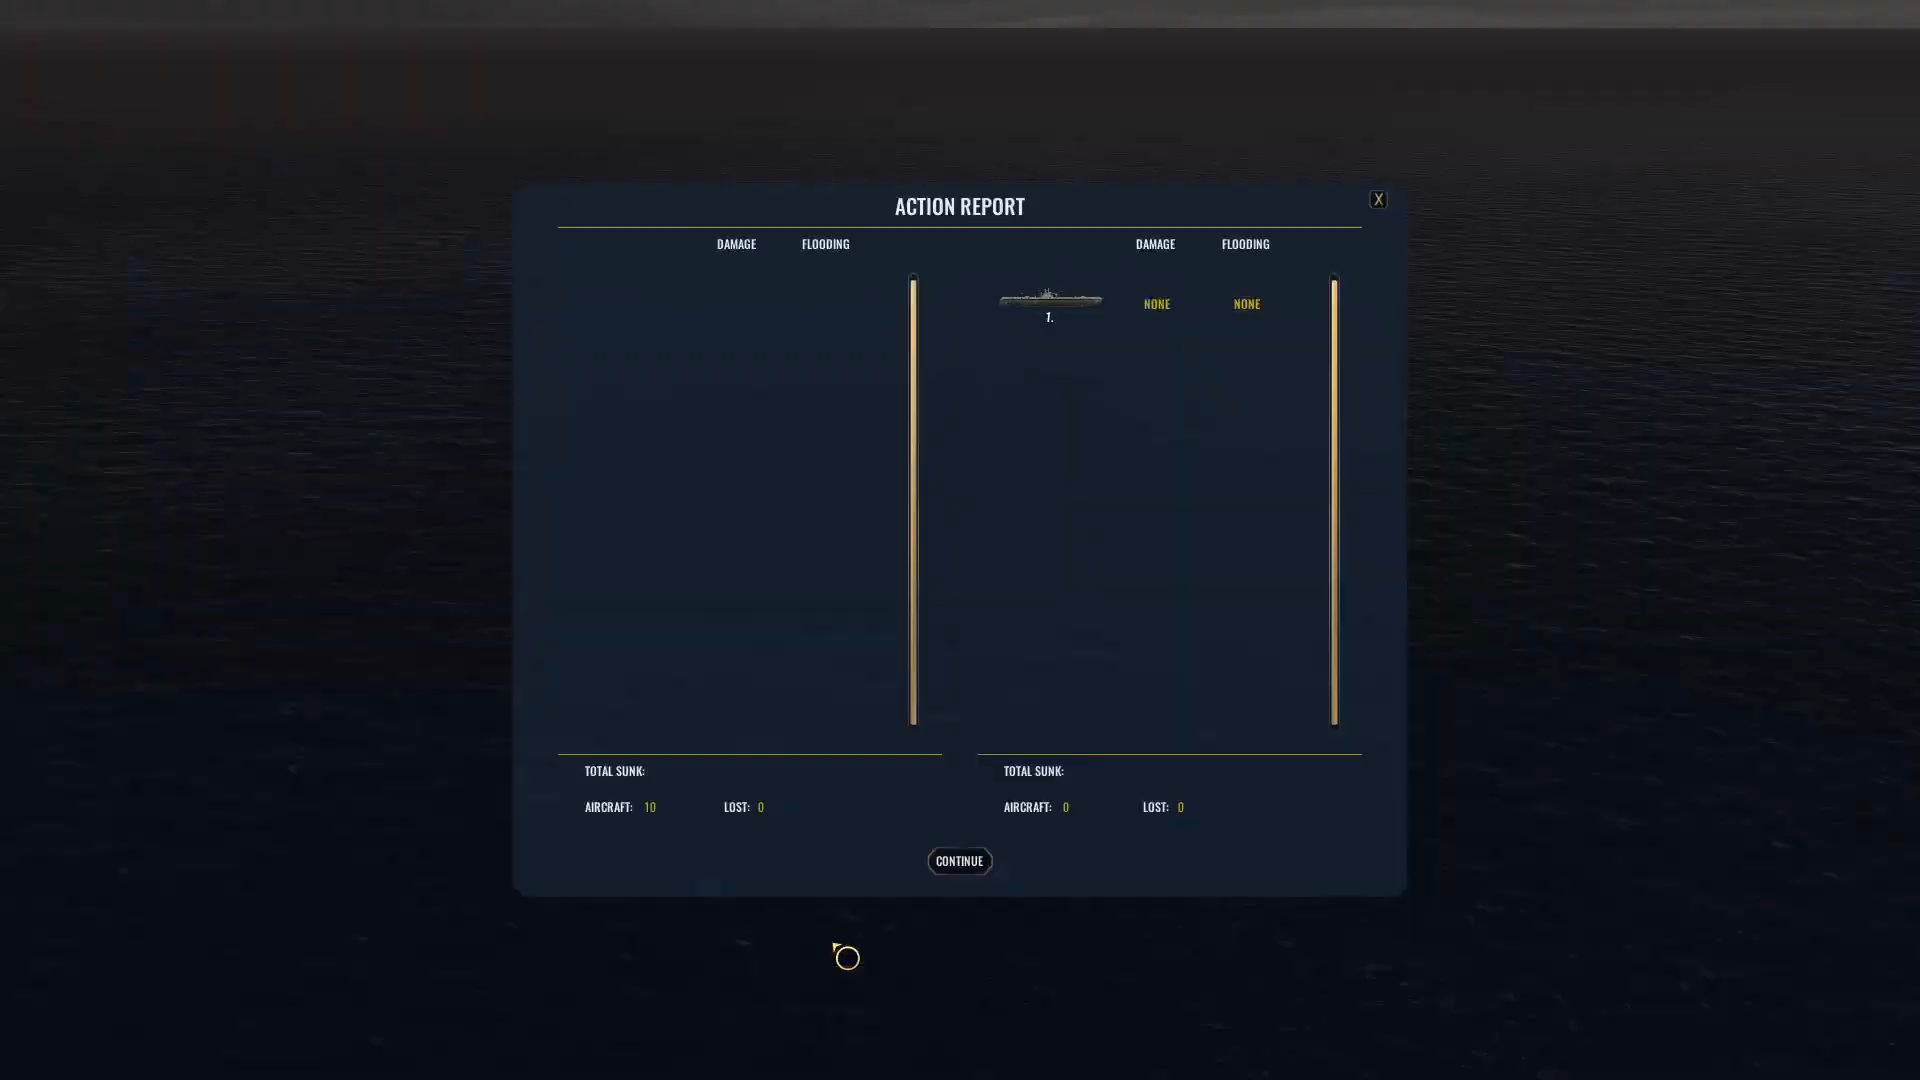 ACTION REPORT
X
DAMAGE FLOODING
DAMAGE FLOODING
NONE NONE
1.
TOTAL SUNK:
AIRCRAFT: 10 LOST: 0
TOTAL SUNK:
AIRCRAFT: 0 LOST: 0
CONTINUE